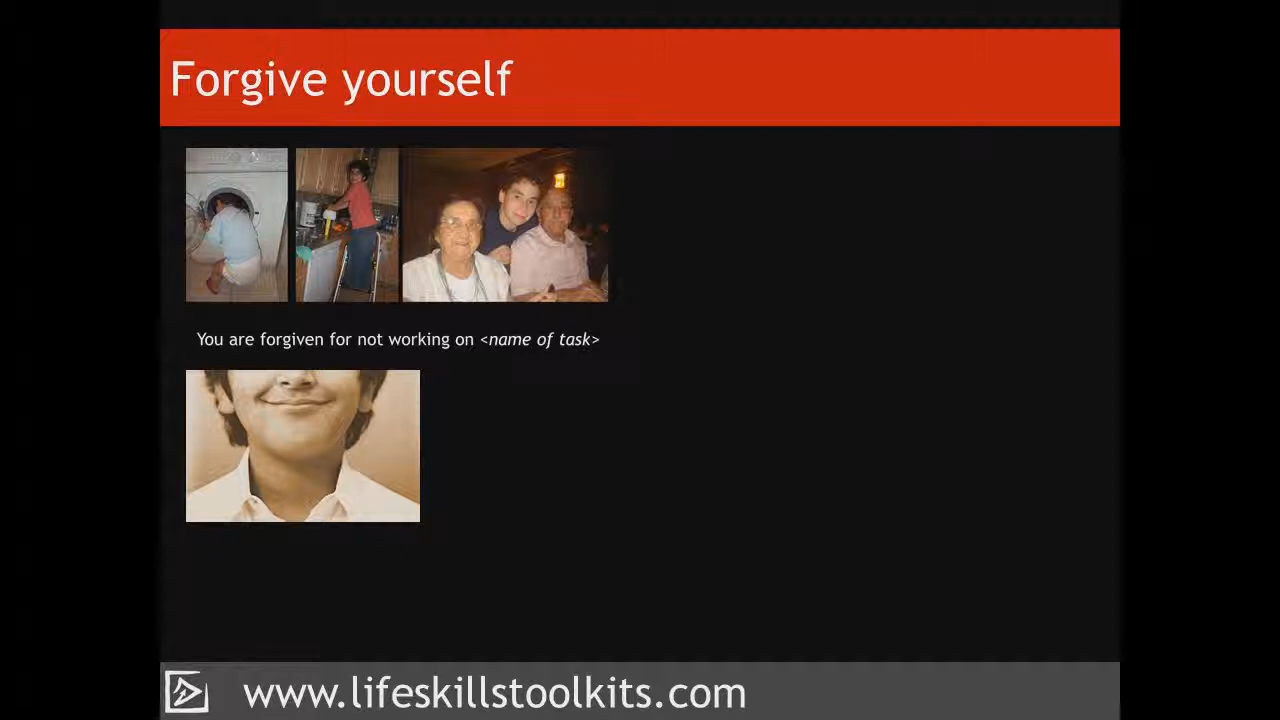 Forgive yourself
You are forgiven for not working on <name of task>
www.lifeskillstoolkits.com